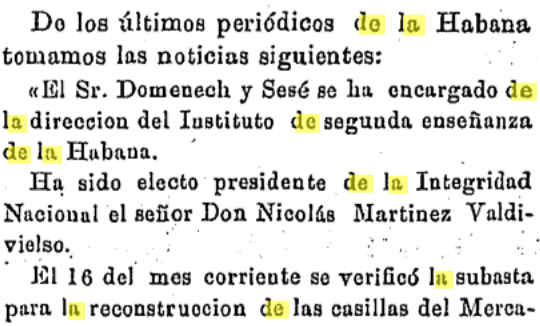 De los últimos periódicos de la Habana
tomamos las noticias siguientes:
«El Sr. Domenech y Sesé se ha encargado de
la direccion del Instituto de segunda enseñanza
de la Habana.
Ha sido electo presidente de la Integridad
Nacional el señor Don Nicolás Martinez Valdi-
vielso.
El 16 del mes corriente se verificó la subasta
para la reconstruccion de las casillas del Merca-